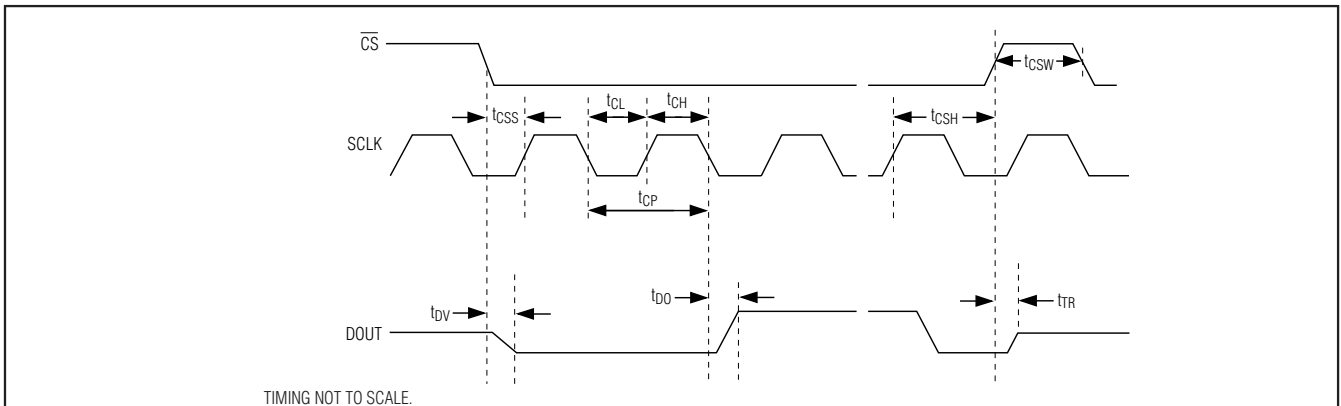 CS
tCSW
tCSS
tCL
tCH
tCSH
SCLK
tCP
tDV
tDO
tTR
DOUT
TIMING NOT TO SCALE.